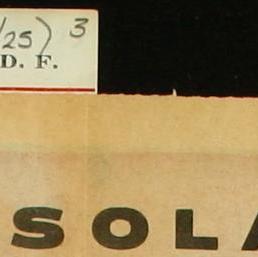 /25) 3
D. F.
SOLA